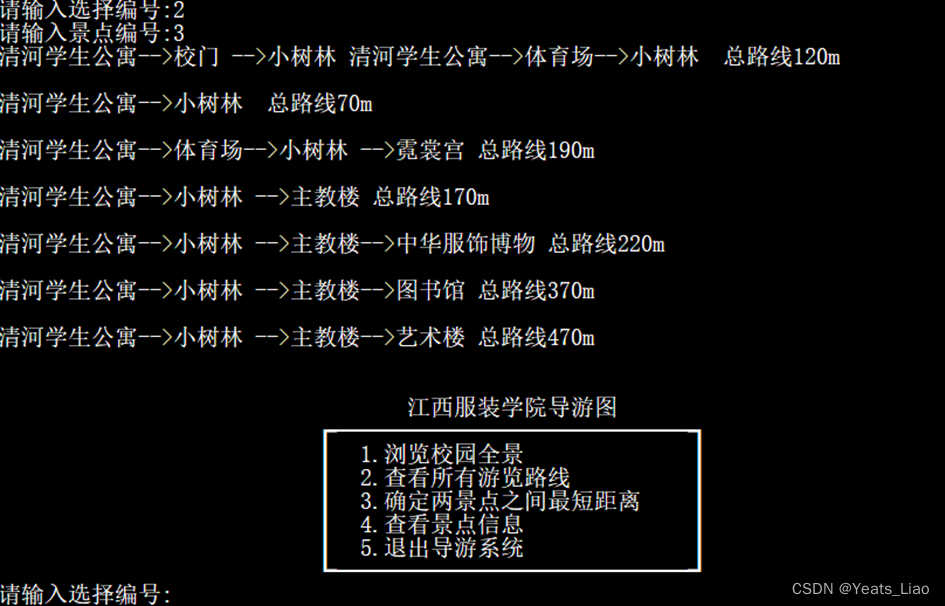 请输入选择编号:2
请输入景点编号:3
清河学生公寓-->校门 -->小树林 清河学生公寓-->体育场-->小树林  总路线120m
清河学生公寓-->小树林  总路线70m
清河学生公寓-->体育场-->小树林 -->霓裳宫 总路线190m
清河学生公寓-->小树林 -->主教楼 总路线170m
清河学生公寓-->小树林 -->主教楼-->中华服饰博物 总路线220m
清河学生公寓-->小树林 -->主教楼-->图书馆 总路线370m
清河学生公寓-->小树林 -->主教楼-->艺术楼 总路线470m
江西服装学院导游图
1.浏览校园全景
2.查看所有游览路线
3.确定两景点之间最短距离
4.查看景点信息
5.退出导游系统
请输入选择编号:
CSDN @Yeats_Liao